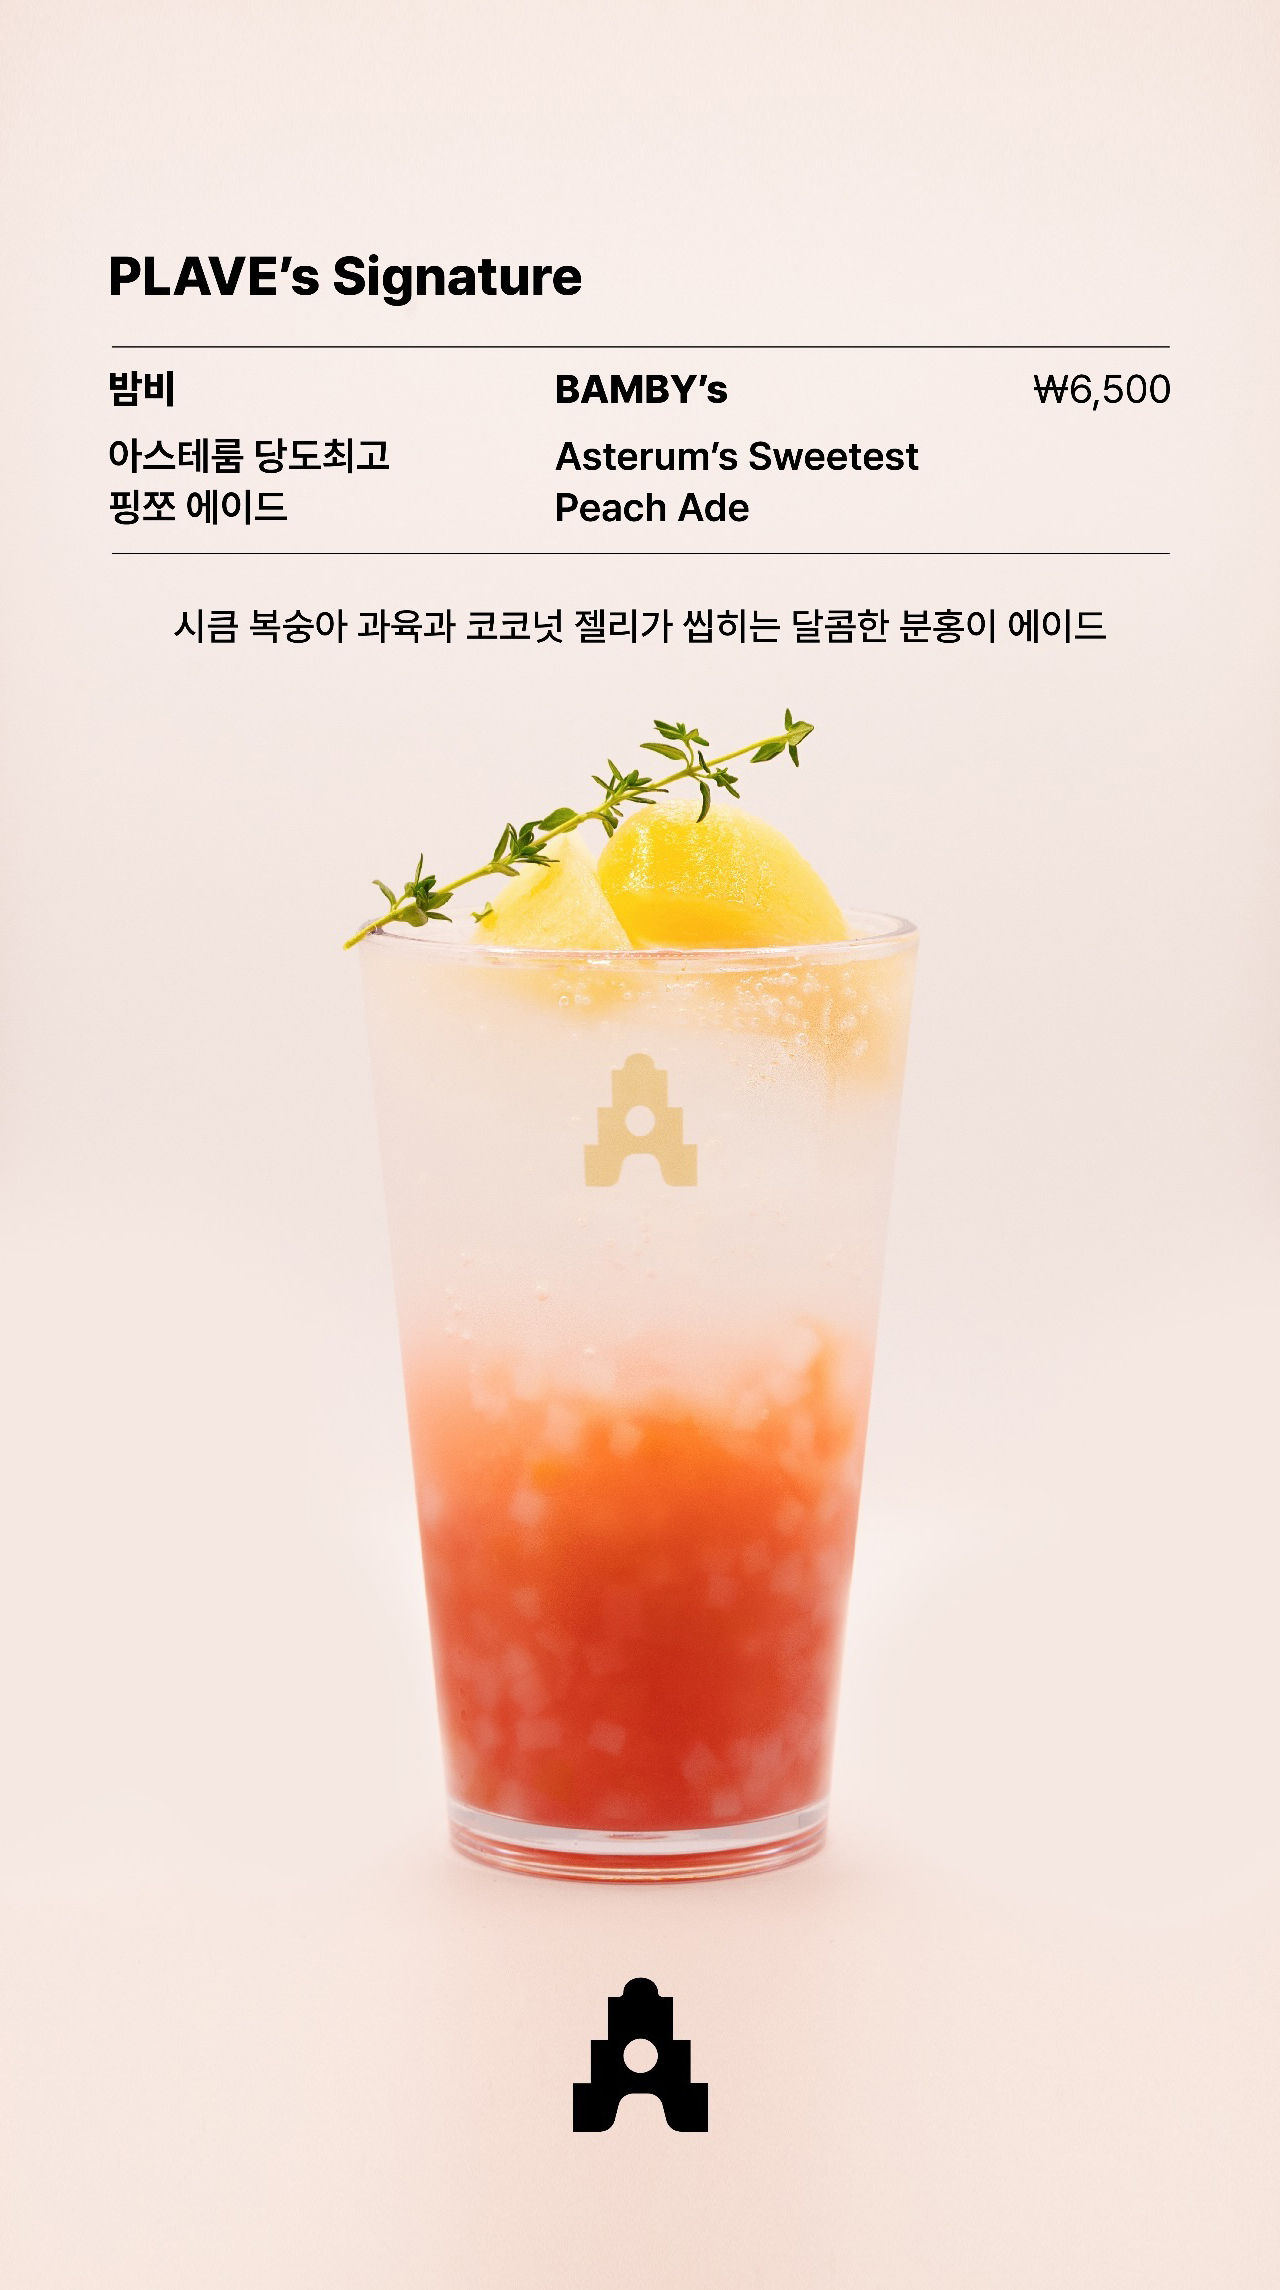 PLAVE’s Signature
밤비 BAMBY’s ₩6,500
아스테룸 당도최고 Asterum’s Sweetest
핑쪼 에이드 Peach Ade
시큼 복숭아 과육과 코코넛 젤리가 씹히는 달콤한 분홍이 에이드